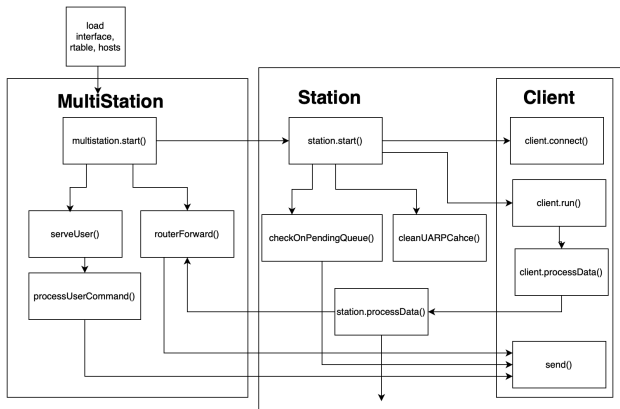 load
interface,
rtable, hosts
MultiStation
Station
Client
multistation.start()
station.start()
client.connect()
client.run()
serveUser()
routerForward()
checkOnPendingQueue()
cleanUARPCahce()
client.processData()
processUserCommand()
station.processData()
send()